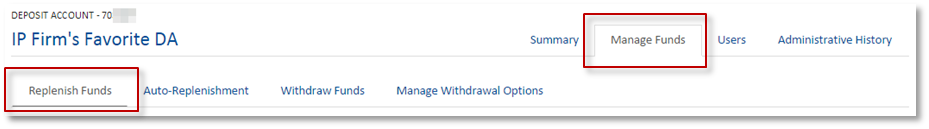 DEPOSIT ACCOUNT - 70
IP Firm's Favorite DA
Summary Manage Funds Users Administrative History
Replenish Funds Auto-Replenishment Withdraw Funds Manage Withdrawal Options